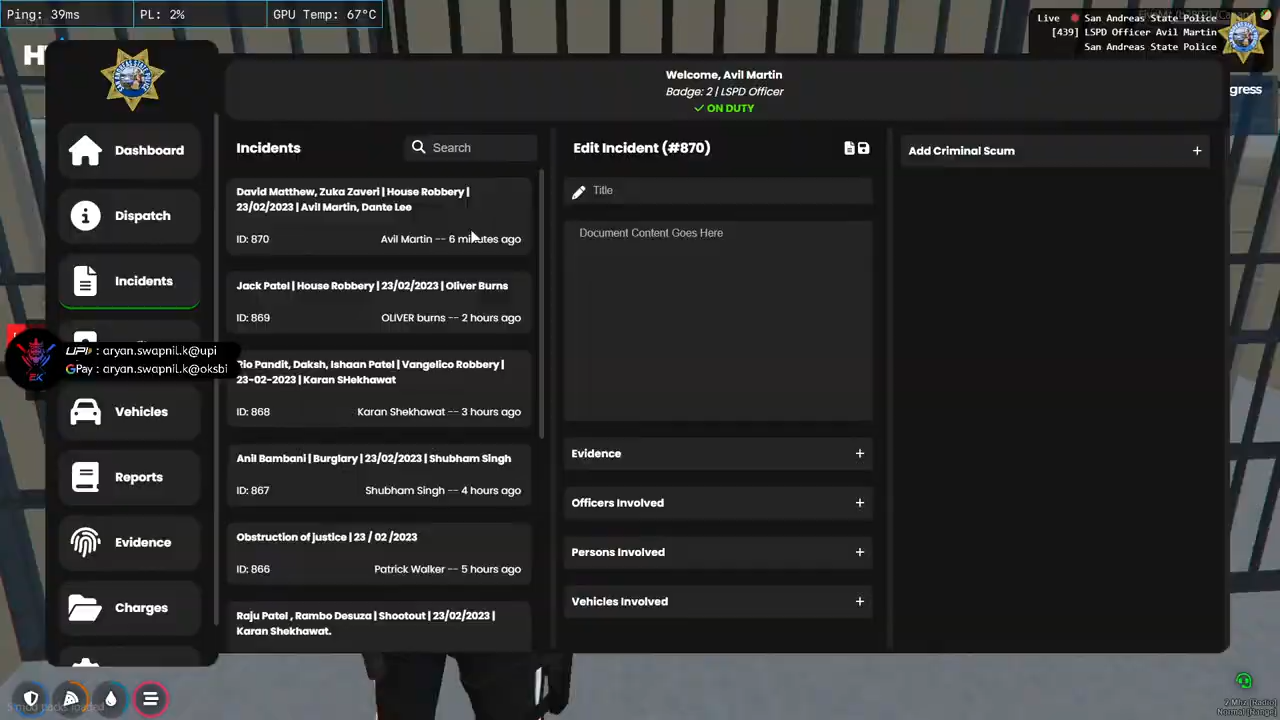 Ping: 39ms
PL: 2%
GPU Temp: 67°C
Live
San Andreas State Police
[439] LSPD Officer Avil Martin
San Andreas State Police
gress
Welcome, Avil Martin
Badge: 2 | LSPD Officer
ON DUTY
Dashboard
Dispatch
Incidents
UPI : aryan.swapnil.k@upi
GPay : aryan.swapnil.k@oksbi
EK
Vehicles
Reports
Evidence
Charges
Incidents
Search
David Matthew, Zuka Zaveri | House Robbery |
23/02/2023 | Avil Martin, Dante Lee
ID: 870
Avil Martin -- 6 minutes ago
Jack Patel | House Robbery | 23/02/2023 | Oliver Burns
ID: 869
OLIVER burns -- 2 hours ago
Rio Pandit, Daksh, Ishaan Patel | Vangelico Robbery |
23-02-2023 | Karan SHekhawat
ID: 868
Karan Shekhawat -- 3 hours ago
Anil Bambani | Burglary | 23/02/2023 | Shubham Singh
ID: 867
Shubham Singh -- 4 hours ago
Obstruction of justice | 23 / 02 /2023
ID: 866
Patrick Walker -- 5 hours ago
Raju Patel , Rambo Desuza | Shootout | 23/02/2023 |
Karan Shekhawat.
Edit Incident (#870)
Title
Document Content Goes Here
Evidence +
Officers Involved +
Persons Involved +
Vehicles Involved +
Add Criminal Scum +
5 mod packs loaded
Normal (Range)